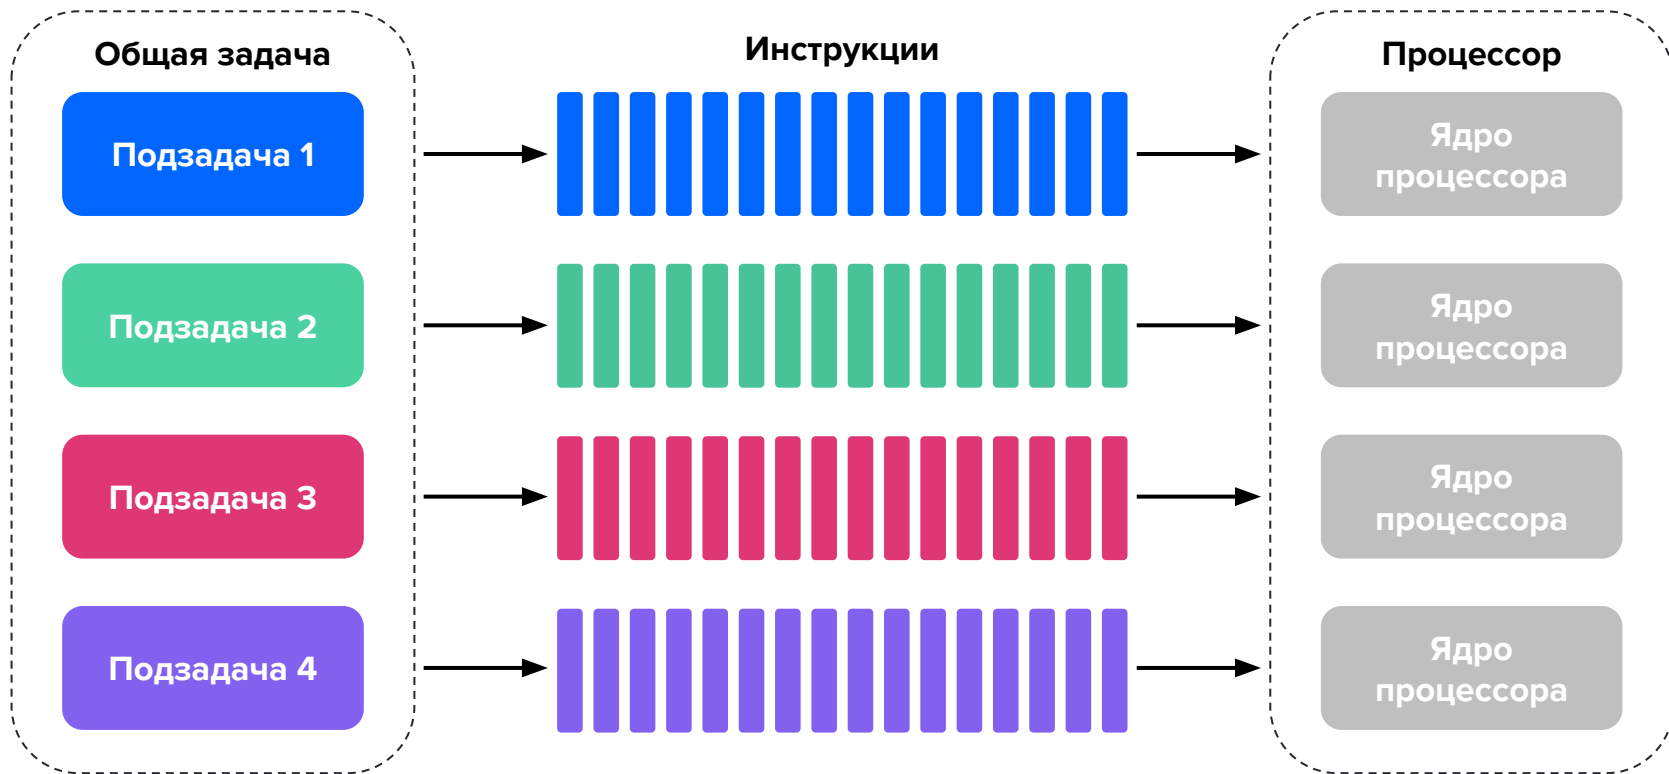 Общая задача
Инструкции
Процессор
Подзадача 1
Ядро
процессора
Подзадача 2
Ядро
процессора
Подзадача 3
Ядро
процессора
Подзадача 4
Ядро
процессора